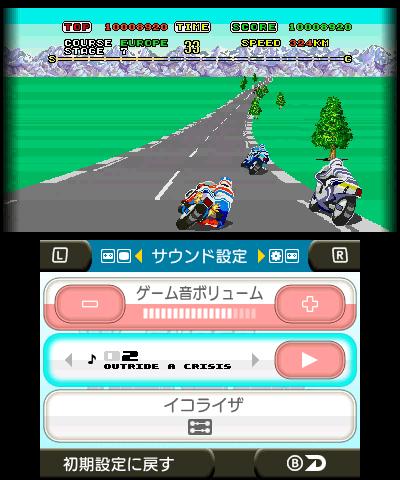 TOP 10008920 TIME SCORE 10008920
COURSE EUROPE 33 SPEED 324KM
STAGE 7
S G
L サウンド設定 R
ゲーム音ボリューム
♪ 02
OUTRIDE A CRISIS
イコライザ
初期設定に戻す B